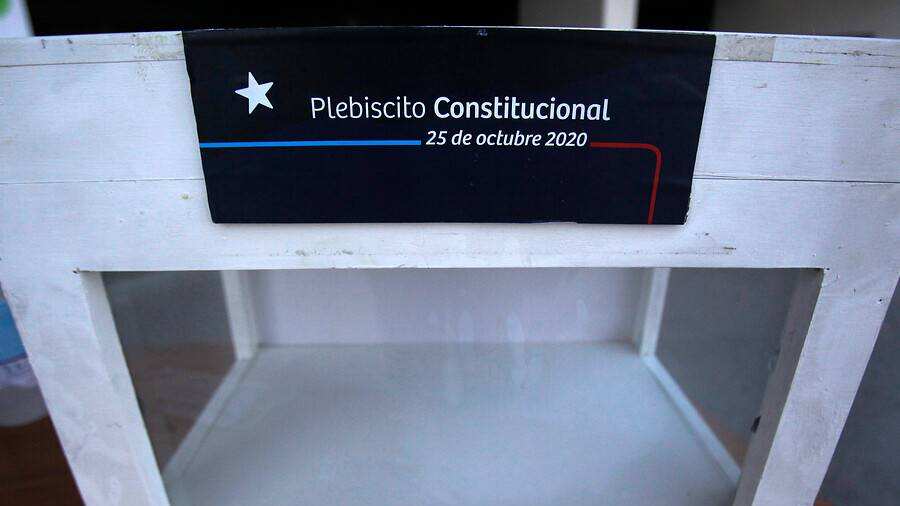 Plebiscito Constitucional
25 de octubre 2020